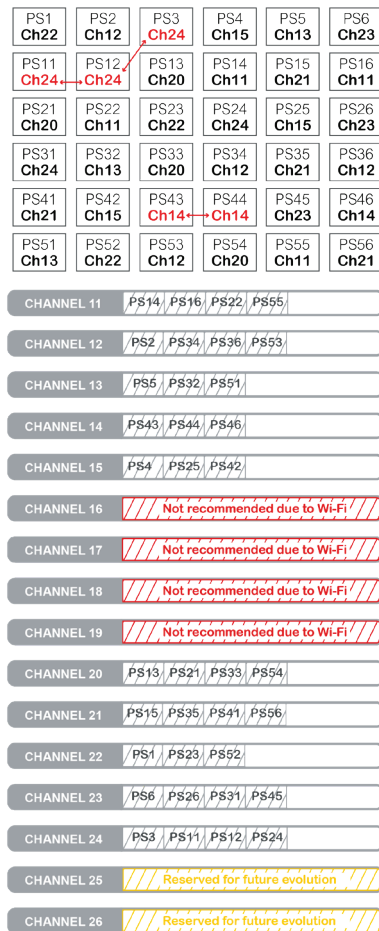 PS1 PS2 PS3 PS4 PS5 PS6
Ch22 Ch12 Ch24 Ch15 Ch13 Ch23
PS11 PS12 PS13 PS14 PS15 PS16
Ch24 Ch24 Ch20 Ch11 Ch21 Ch11
PS21 PS22 PS23 PS24 PS25 PS26
Ch20 Ch11 Ch22 Ch24 Ch15 Ch23
PS31 PS32 PS33 PS34 PS35 PS36
Ch24 Ch13 Ch20 Ch12 Ch21 Ch12
PS41 PS42 PS43 PS44 PS45 PS46
Ch21 Ch15 Ch14 Ch14 Ch23 Ch14
PS51 PS52 PS53 PS54 PS55 PS56
Ch13 Ch22 Ch12 Ch20 Ch11 Ch21
CHANNEL 11 PS14 PS16 PS22 PS55
CHANNEL 12 PS2 PS34 PS36 PS53
CHANNEL 13 PS5 PS32 PS51
CHANNEL 14 PS43 PS44 PS46
CHANNEL 15 PS4 PS25 PS42
CHANNEL 16 Not recommended due to Wi-Fi
CHANNEL 17 Not recommended due to Wi-Fi
CHANNEL 18 Not recommended due to Wi-Fi
CHANNEL 19 Not recommended due to Wi-Fi
CHANNEL 20 PS13 PS21 PS33 PS54
CHANNEL 21 PS15 PS35 PS41 PS56
CHANNEL 22 PS1 PS23 PS52
CHANNEL 23 PS6 PS26 PS31 PS45
CHANNEL 24 PS3 PS11 PS12 PS24
CHANNEL 25 Reserved for future evolution
CHANNEL 26 Reserved for future evolution